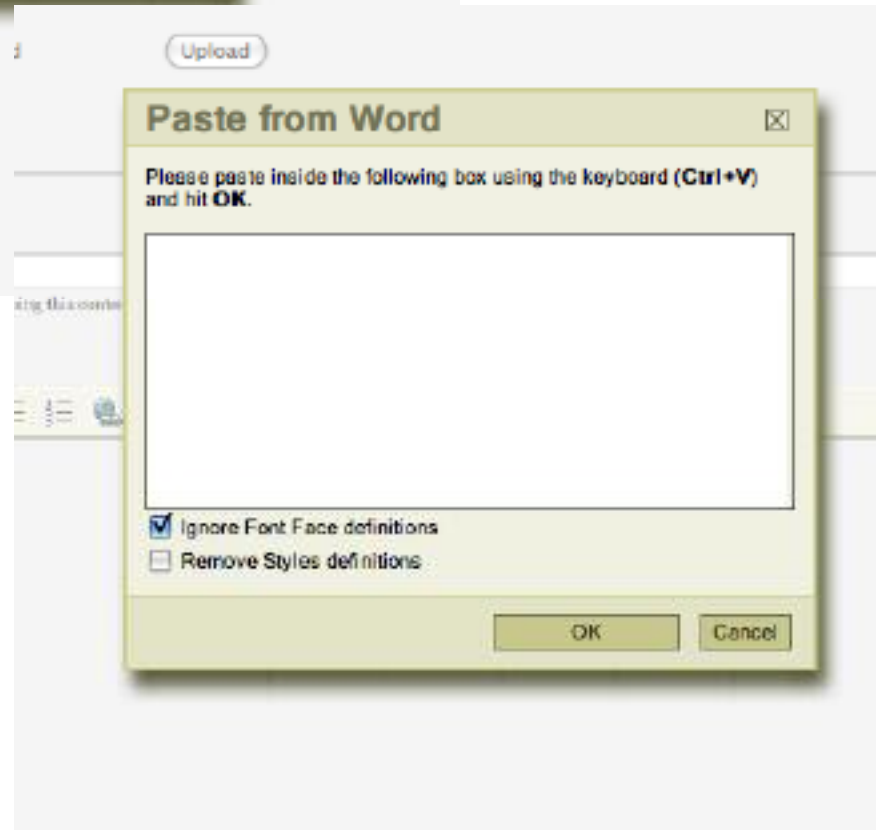 Upload
Paste from Word
Please paste inside the following box using the keyboard (Ctrl+V)
and hit OK.
this
Ignore Font Face definitions
Remove Styles definitions
OK
Cancel